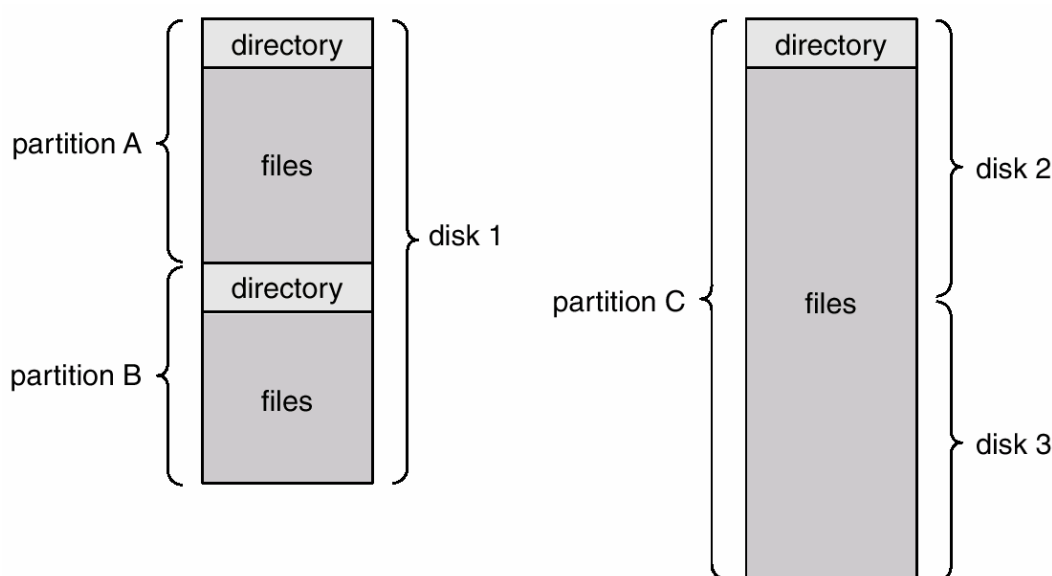 directory
partition A
files
disk 1
directory
partition B
files
directory
disk 2
partition C
files
disk 3